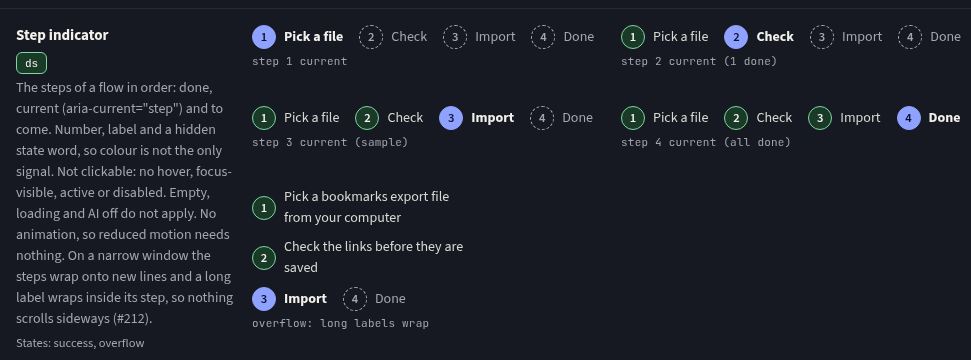 Step indicator
ds
The steps of a flow in order: done,
current (aria-current="step") and to
come. Number, label and a hidden
state word, so colour is not the only
signal. Not clickable: no hover, focus-
visible, active or disabled. Empty,
loading and AI off do not apply. No
animation, so reduced motion needs
nothing. On a narrow window the
steps wrap onto new lines and a long
label wraps inside its step, so nothing
scrolls sideways (#212).
States: success, overflow
1 Pick a file 2 Check 3 Import 4 Done
step 1 current
1 Pick a file 2 Check 3 Import 4 Done
step 2 current (1 done)
1 Pick a file 2 Check 3 Import 4 Done
step 3 current (sample)
1 Pick a file 2 Check 3 Import 4 Done
step 4 current (all done)
1 Pick a bookmarks export file
from your computer
2 Check the links before they are
saved
3 Import 4 Done
overflow: long labels wrap